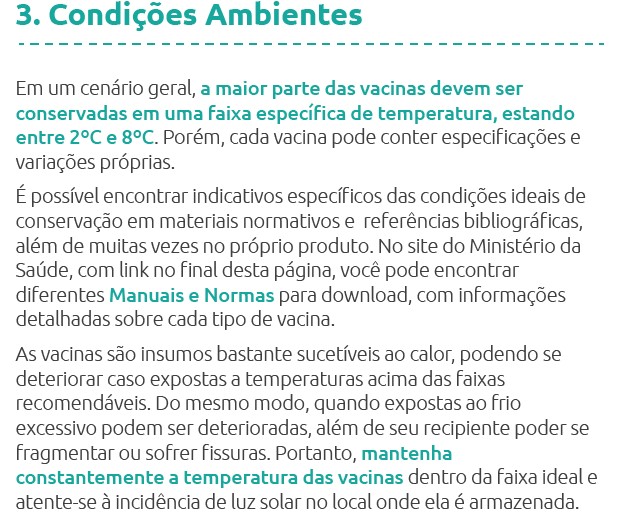 3. Condições Ambientes
Em um cenário geral, a maior parte das vacinas devem ser
conservadas em uma faixa específica de temperatura, estando
entre 2ºC e 8ºC. Porém, cada vacina pode conter especificações e
variações próprias.
É possível encontrar indicativos específicos das condições ideais de
conservação em materiais normativos e  referências bibliográficas,
além de muitas vezes no próprio produto. No site do Ministério da
Saúde, com link no final desta página, você pode encontrar
diferentes Manuais e Normas para download, com informações
detalhadas sobre cada tipo de vacina.
As vacinas são insumos bastante sucetíveis ao calor, podendo se
deteriorar caso expostas a temperaturas acima das faixas
recomendáveis. Do mesmo modo, quando expostas ao frio
excessivo podem ser deterioradas, além de seu recipiente poder se
fragmentar ou sofrer fissuras. Portanto, mantenha
constantemente a temperatura das vacinas dentro da faixa ideal e
atente-se à incidência de luz solar no local onde ela é armazenada.